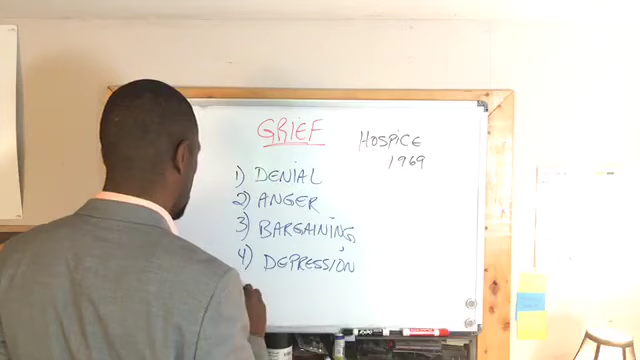 GRIEF
HOSPICE
1969
1) DENIAL
2) ANGER
3) BARGAINING
4) DEPRESSION